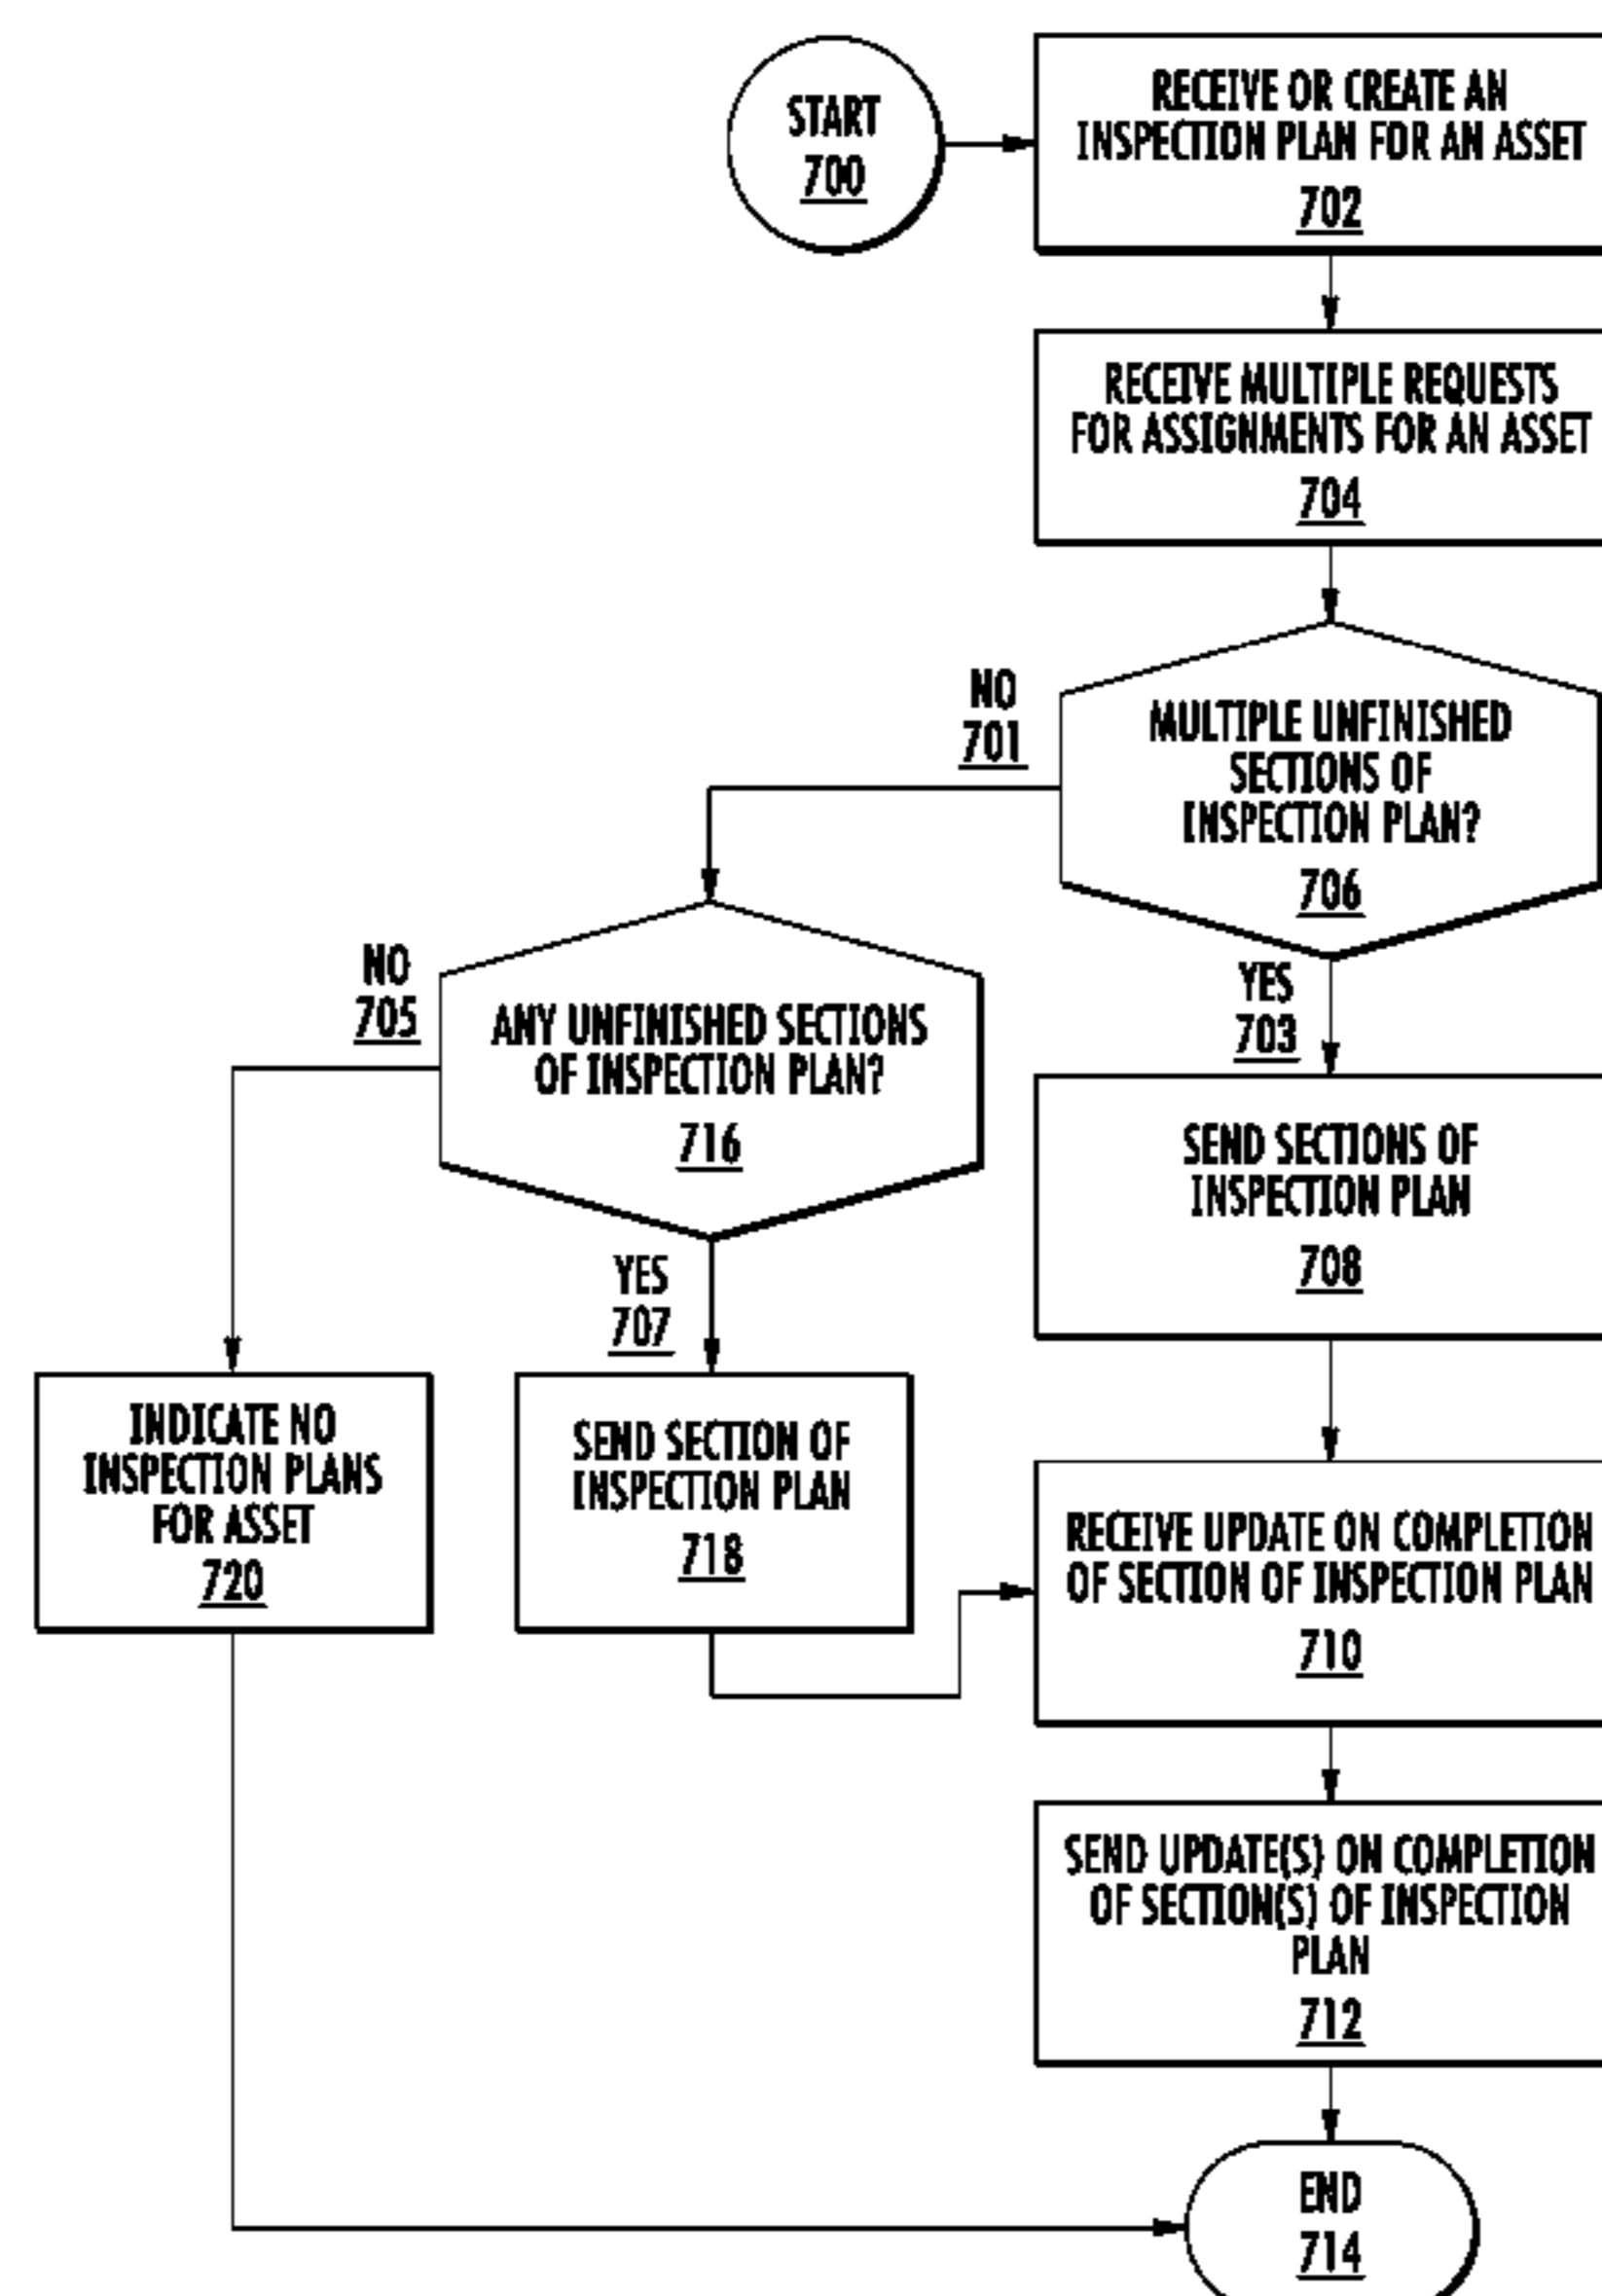 START
700
RECEIVE OR CREATE AN
INSPECTION PLAN FOR AN ASSET
702
RECEIVE MULTIPLE REQUESTS
FOR ASSIGNMENTS FOR AN ASSET
704
MULTIPLE UNFINISHED
SECTIONS OF
INSPECTION PLAN?
706
NO
701
YES
703
ANY UNFINISHED SECTIONS
OF INSPECTION PLAN?
716
NO
705
YES
707
SEND SECTIONS OF
INSPECTION PLAN
708
INDICATE NO
INSPECTION PLANS
FOR ASSET
720
SEND SECTION OF
INSPECTION PLAN
718
RECEIVE UPDATE ON COMPLETION
OF SECTION OF INSPECTION PLAN
710
SEND UPDATE(S) ON COMPLETION
OF SECTION(S) OF INSPECTION
PLAN
712
END
714